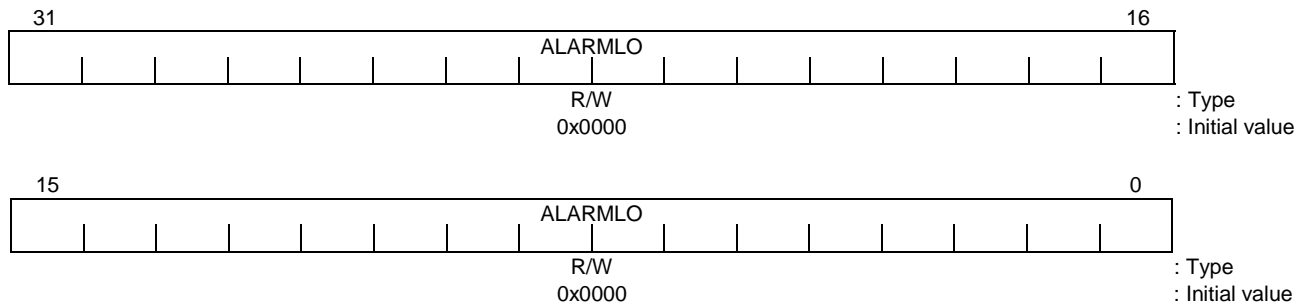 31 16
ALARMLO
R/W : Type
0x0000 : Initial value
15 0
ALARMLO
R/W : Type
0x0000 : Initial value